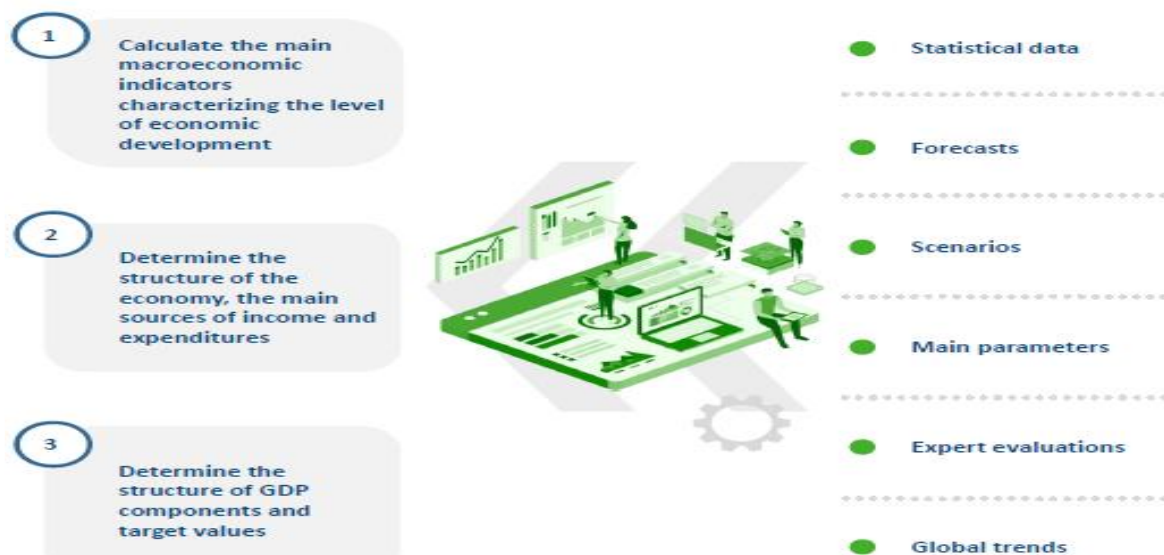 1
Calculate the main
macroeconomic
indicators
characterizing the level
of economic
development
2
Determine the
structure of the
economy, the main
sources of income and
expenditures
3
Determine the
structure of GDP
components and
target values
Statistical data
Forecasts
Scenarios
Main parameters
Expert evaluations
Global trends